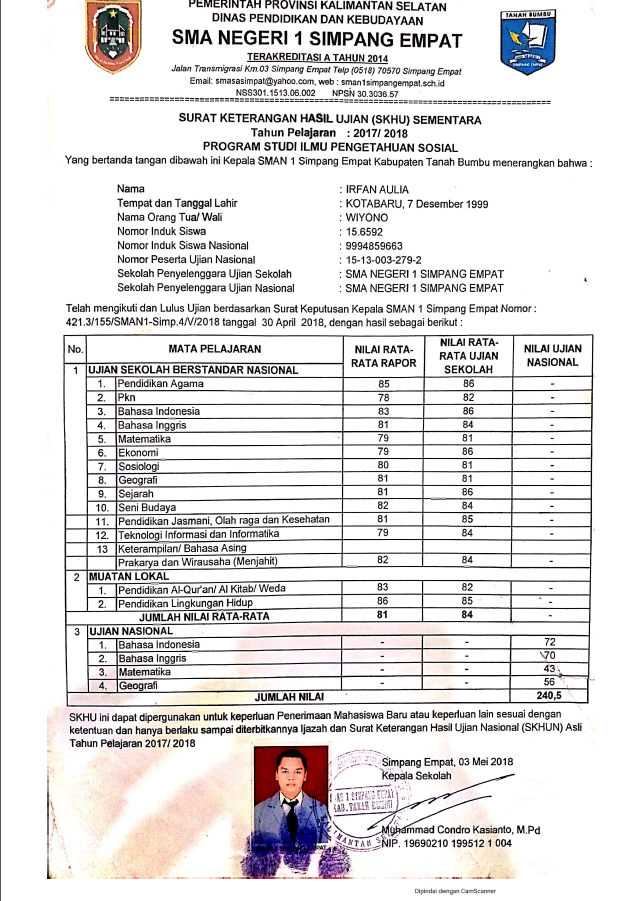 PEMERINTAH PROVINSI KALIMANTAN SELATAN
DINAS PENDIDIKAN DAN KEBUDAYAAN
SMA NEGERI 1 SIMPANG EMPAT
TERAKREDITASI A TAHUN 2014
Jalan Transmigrasi Km.03 Simpang Empat Telp (0518) 70570 Simpang Empat
Email: smasasimpat@yahoo.com, web : sman1simpangempat.sch.id
NSS301.1513.06.002 NPSN 30.3036.57
TANAH BUMBU
SURAT KETERANGAN HASIL UJIAN (SKHU) SEMENTARA
Tahun Pelajaran : 2017/ 2018
PROGRAM STUDI ILMU PENGETAHUAN SOSIAL
Yang bertanda tangan dibawah ini Kepala SMAN 1 Simpang Empat Kabupaten Tanah Bumbu menerangkan bahwa :
Nama : IRFAN AULIA
Tempat dan Tanggal Lahir : KOTABARU, 7 Desember 1999
Nama Orang Tua/ Wali : WIYONO
Nomor Induk Siswa : 15.6592
Nomor Induk Siswa Nasional : 9994859663
Nomor Peserta Ujian Nasional : 15-13-003-279-2
Sekolah Penyelenggara Ujian Sekolah : SMA NEGERI 1 SIMPANG EMPAT
Sekolah Penyelenggara Ujian Nasional : SMA NEGERI 1 SIMPANG EMPAT
Telah mengikuti dan Lulus Ujian berdasarkan Surat Keputusan Kepala SMAN 1 Simpang Empat Nomor :
421.3/155/SMAN1-Simp.4/V/2018 tanggal 30 April 2018, dengan hasil sebagai berikut :
No. MATA PELAJARAN NILAI RATA-RATA RAPOR NILAI RATA-RATA UJIAN SEKOLAH NILAI UJIAN NASIONAL
1 UJIAN SEKOLAH BERSTANDAR NASIONAL
1. Pendidikan Agama 85 86 -
2. Pkn 78 82 -
3. Bahasa Indonesia 83 86 -
4. Bahasa Inggris 81 84 -
5. Matematika 79 81 -
6. Ekonomi 79 86 -
7. Sosiologi 80 81 -
8. Geografi 81 81 -
9. Sejarah 81 86 -
10. Seni Budaya 82 84 -
11. Pendidikan Jasmani, Olah raga dan Kesehatan 81 85 -
12. Teknologi Informasi dan Informatika 79 84 -
13 Keterampilan/ Bahasa Asing
Prakarya dan Wirausaha (Menjahit) 82 84 -
2 MUATAN LOKAL
1. Pendidikan Al-Qur'an/ Al Kitab/ Weda 83 82 -
2. Pendidikan Lingkungan Hidup 86 85 -
JUMLAH NILAI RATA-RATA 81 84 -
3 UJIAN NASIONAL
1. Bahasa Indonesia - - 72
2. Bahasa Inggris - - 70
3. Matematika - - 43
4. Geografi - - 56
JUMLAH NILAI 240,5
SKHU ini dapat dipergunakan untuk keperluan Penerimaan Mahasiswa Baru atau keperluan lain sesuai dengan
ketentuan dan hanya berlaku sampai diterbitkannya Ijazah dan Surat Keterangan Hasil Ujian Nasional (SKHUN) Asli
Tahun Pelajaran 2017/ 2018
Simpang Empat, 03 Mei 2018
Kepala Sekolah
Muhammad Condro Kasianto, M.Pd
NIP. 19690210 199512 1 004
Dipindai dengan CamScanner